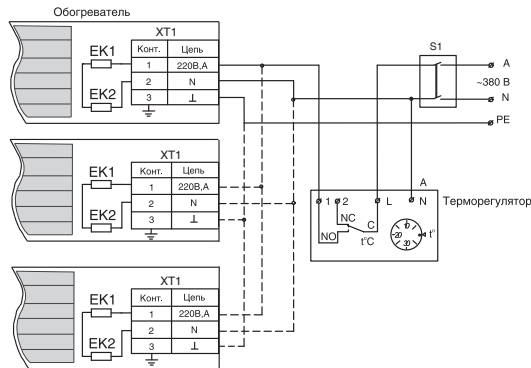 Обогреватель
XT1
Конт. Цепь
1 220В,А
2 N
3 ⊥
EK1
EK2
S1
A
~380 В
N
PE
XT1
Конт. Цепь
1 220В,А
2 N
3 ⊥
EK1
EK2
A
1 2 L N
Терморегулятор
NC
C
NO
t°C
10
20
30
t°
XT1
Конт. Цепь
1 220В,А
2 N
3 ⊥
EK1
EK2